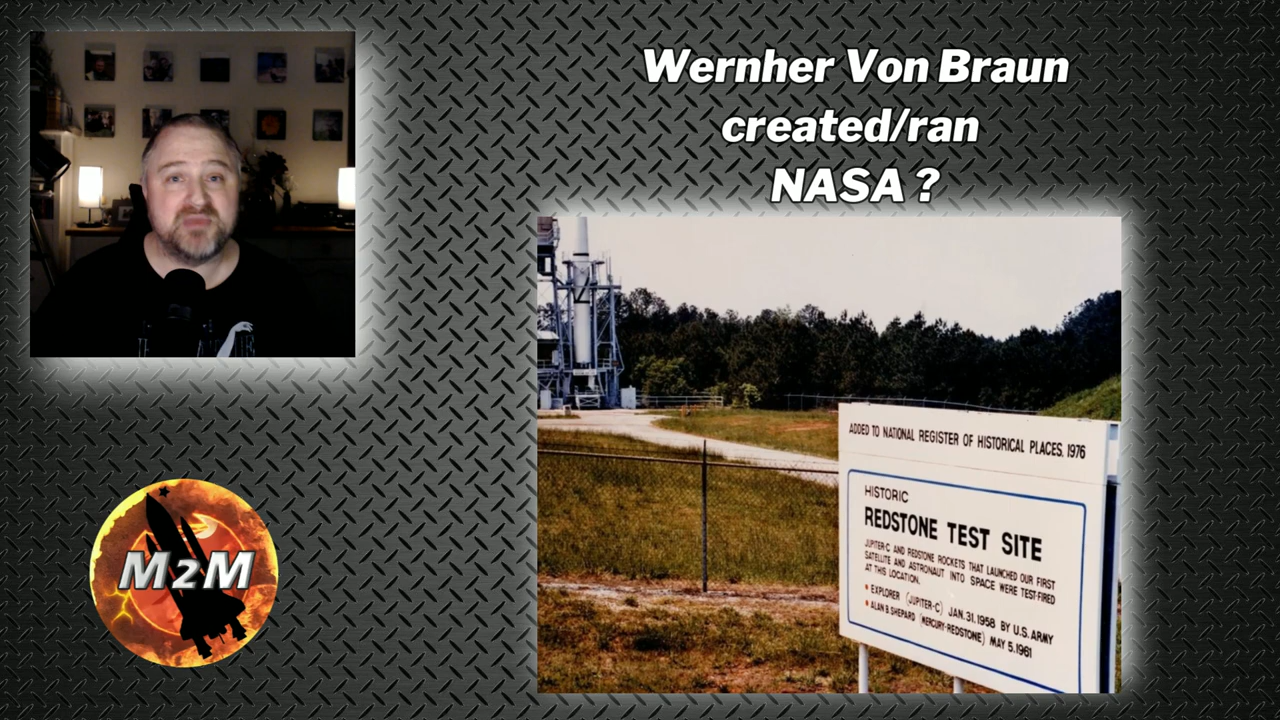 Wernher Von Braun
created/ran
NASA ?
ADDED TO NATIONAL REGISTER OF HISTORICAL PLACES, 1976
HISTORIC
REDSTONE TEST SITE
JUPITER-C AND REDSTONE ROCKETS THAT LAUNCHED OUR FIRST
SATELLITE AND ASTRONAUT INTO SPACE WERE TEST-FIRED
AT THIS LOCATION.
• EXPLORER (JUPITER-C) JAN. 31, 1958 BY U.S. ARMY
• ALAN B. SHEPARD (MERCURY-REDSTONE) MAY 5, 1961
M2M